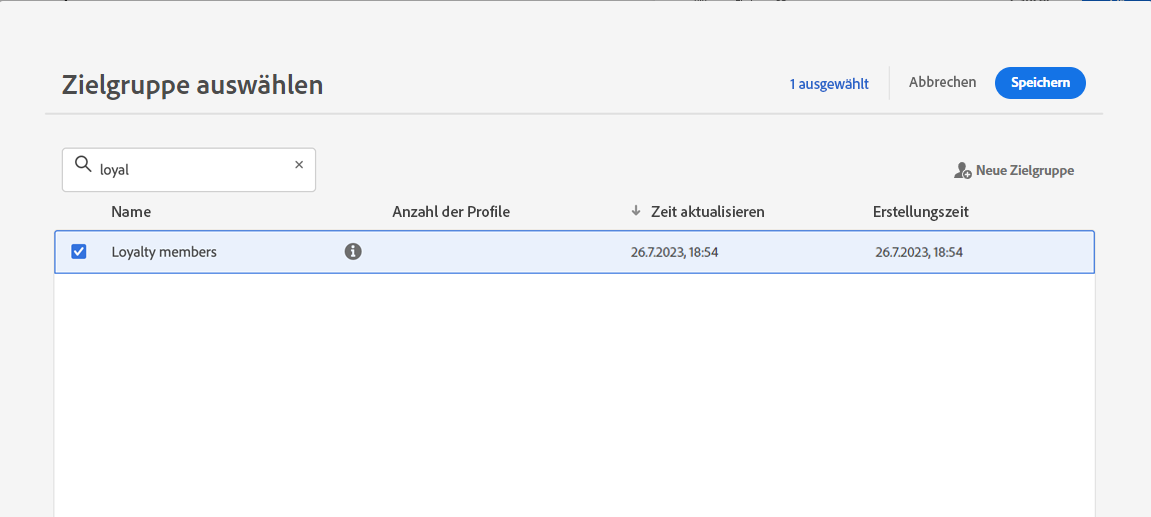 Zielgruppe auswählen
1 ausgewählt
Abbrechen
Speichern
loyal
Neue Zielgruppe
Name
Anzahl der Profile
Zeit aktualisieren
Erstellungszeit
Loyalty members
26.7.2023, 18:54
26.7.2023, 18:54